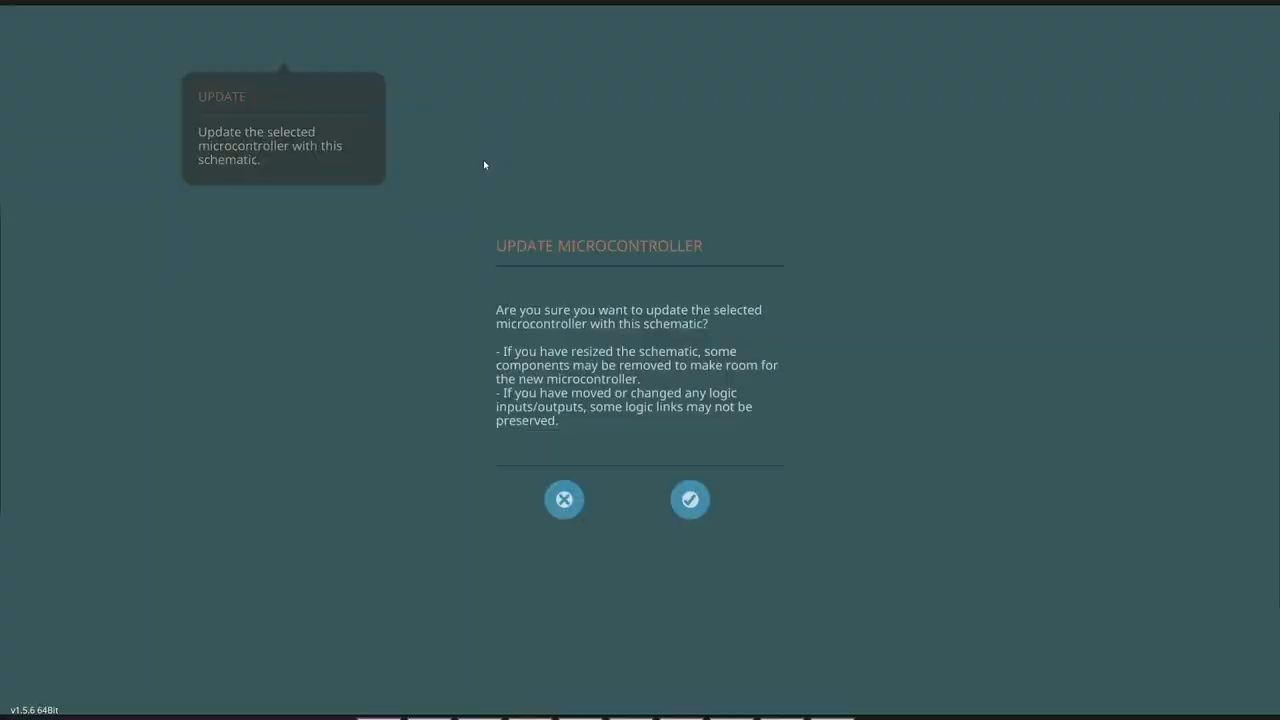 UPDATE
Update the selected
microcontroller with this
schematic.
UPDATE MICROCONTROLLER
Are you sure you want to update the selected
microcontroller with this schematic?
- If you have resized the schematic, some
components may be removed to make room for
the new microcontroller.
- If you have moved or changed any logic
inputs/outputs, some logic links may not be
preserved.
v1.5.6 64Bit